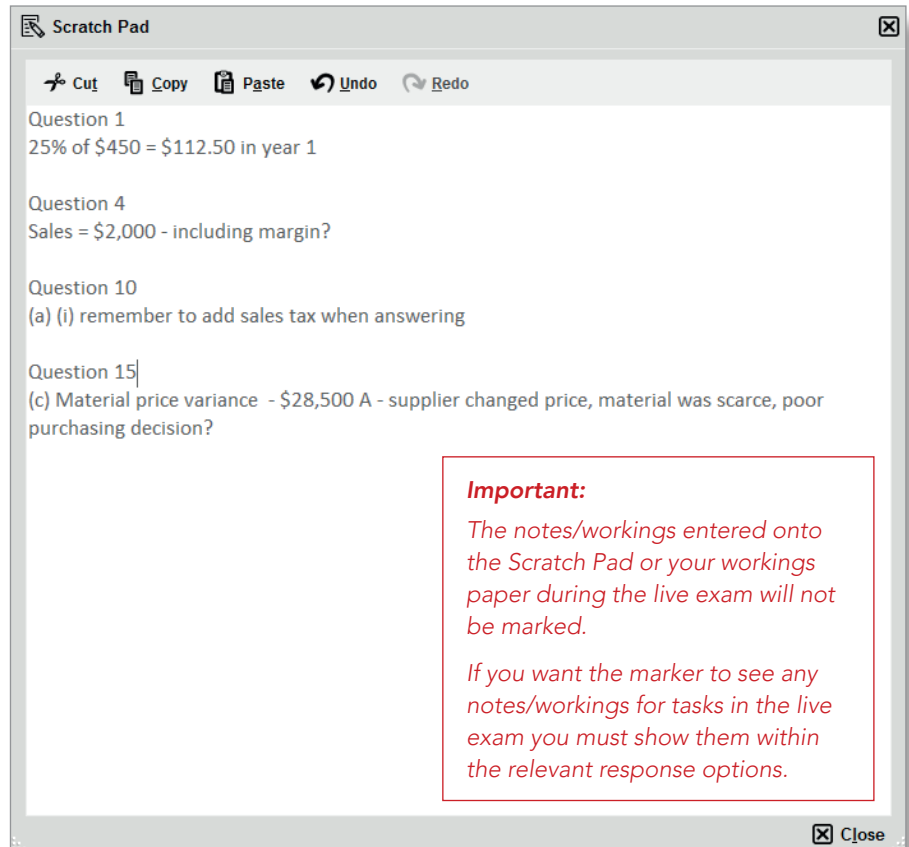 Scratch Pad
Cut Copy Paste Undo Redo
Question 1
25% of $450 = $112.50 in year 1
Question 4
Sales = $2,000 - including margin?
Question 10
(a) (i) remember to add sales tax when answering
Question 15
(c) Material price variance  - $28,500 A - supplier changed price, material was scarce, poor
purchasing decision?
Important:
The notes/workings entered onto
the Scratch Pad or your workings
paper during the live exam will not
be marked.
If you want the marker to see any
notes/workings for tasks in the live
exam you must show them within
the relevant response options.
Close